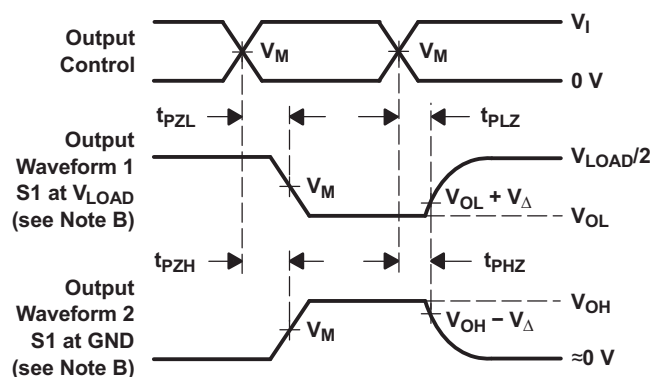 Output
Control
V_I
V_M
V_M
0 V
t_PZL
t_PLZ
Output
Waveform 1
S1 at V_LOAD
(see Note B)
V_LOAD/2
V_M
V_OL + V_Δ
V_OL
t_PZH
t_PHZ
Output
Waveform 2
S1 at GND
(see Note B)
V_OH
V_M
V_OH − V_Δ
≈0 V